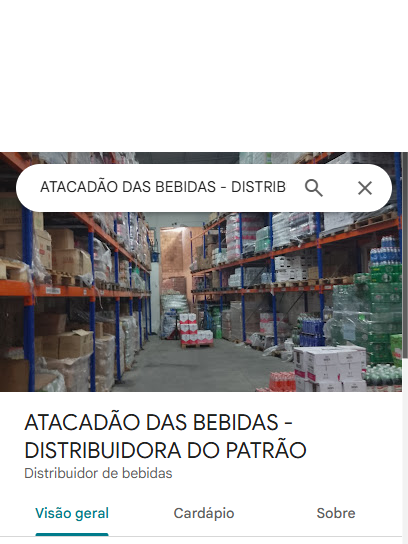 ATACADÃO DAS BEBIDAS - DISTRIB
ATACADÃO DAS BEBIDAS -
DISTRIBUIDORA DO PATRÃO
Distribuidor de bebidas
Visão geral Cardápio Sobre